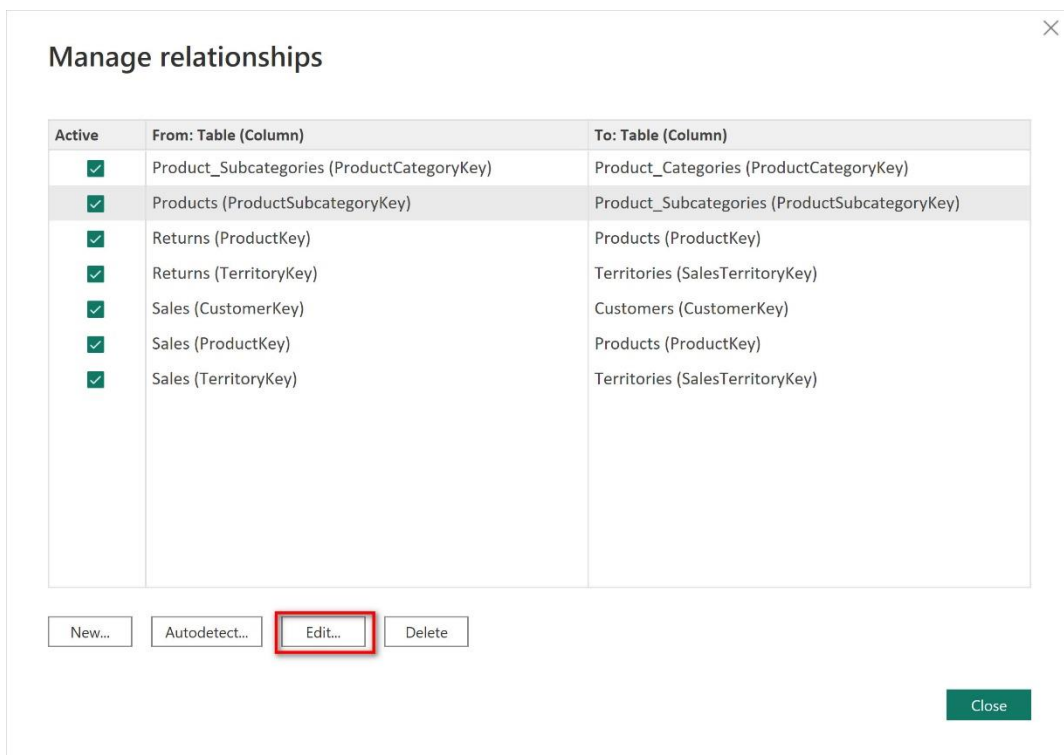 Manage relationships
Active From: Table (Column) To: Table (Column)
Product_Subcategories (ProductCategoryKey) Product_Categories (ProductCategoryKey)
Products (ProductSubcategoryKey) Product_Subcategories (ProductSubcategoryKey)
Returns (ProductKey) Products (ProductKey)
Returns (TerritoryKey) Territories (SalesTerritoryKey)
Sales (CustomerKey) Customers (CustomerKey)
Sales (ProductKey) Products (ProductKey)
Sales (TerritoryKey) Territories (SalesTerritoryKey)
New... Autodetect... Edit... Delete
Close